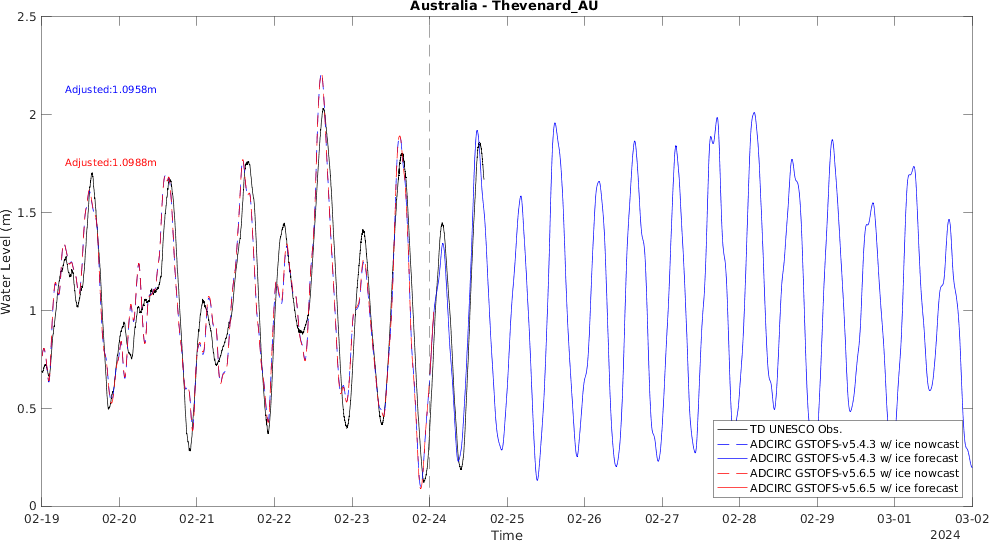 Australia - Thevenard_AU
Water Level (m)
2.5
2
1.5
1
0.5
0
Adjusted:1.0958m
Adjusted:1.0988m
TD UNESCO Obs.
ADCIRC GSTOFS-v5.4.3 w/ ice nowcast
ADCIRC GSTOFS-v5.4.3 w/ ice forecast
ADCIRC GSTOFS-v5.6.5 w/ ice nowcast
ADCIRC GSTOFS-v5.6.5 w/ ice forecast
02-19 02-20 02-21 02-22 02-23 02-24 02-25 02-26 02-27 02-28 02-29 03-01 03-02
Time
2024